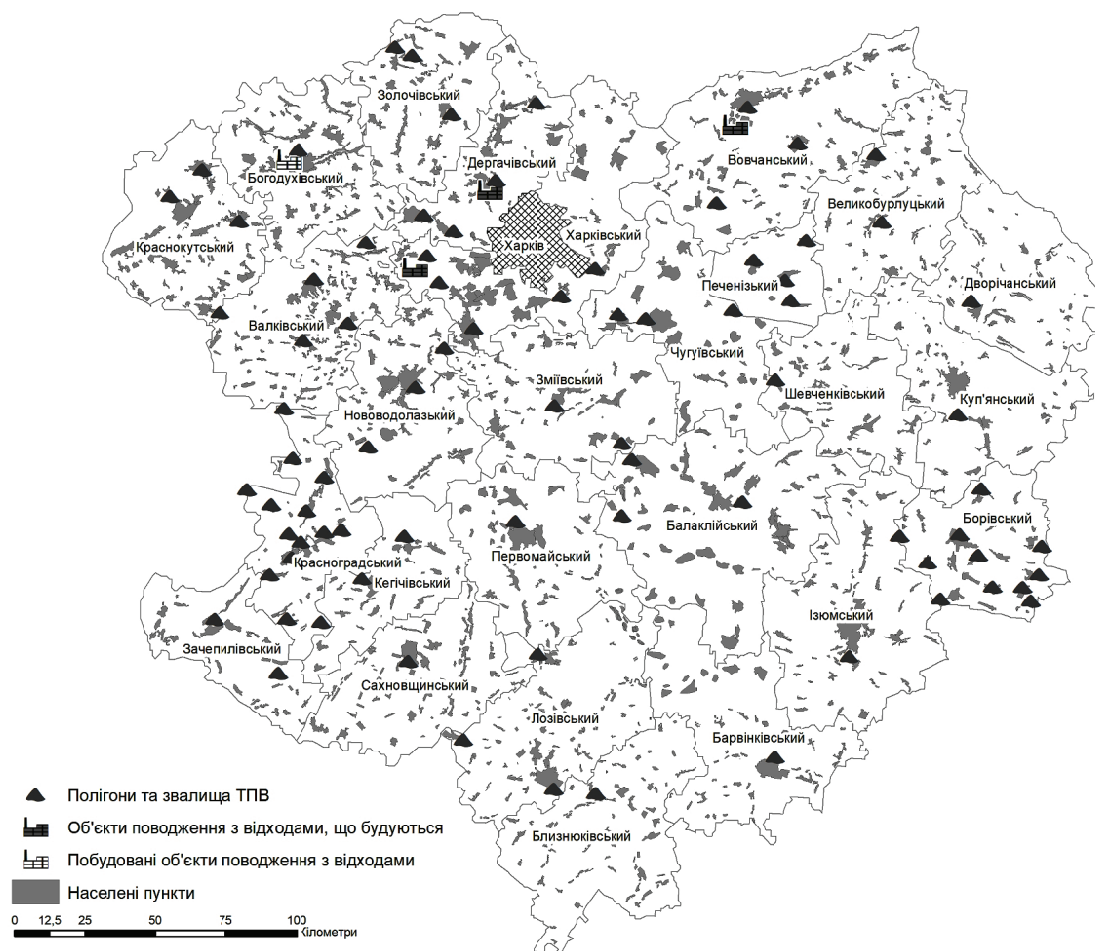 Золочівський
Дергачівський
Богодухівський
Вовчанський
Великобурлуцький
Краснокутський
Харків
Харківський
Печенізький
Дворічанський
Валківський
Чугуївський
Зміївський
Шевченківський
Куп'янський
Нововодолазький
Балаклійський
Борівський
Первомайський
Красноградський
Кегічівський
Ізюмський
Зачепилівський
Сахновщинський
Лозівський
Барвінківський
Близнюківський
Полігони та звалища ТПВ
Об'єкти поводження з відходами, що будуються
Побудовані об'єкти поводження з відходами
Населені пункти
0 12,5 25 50 75 100
Кілометри